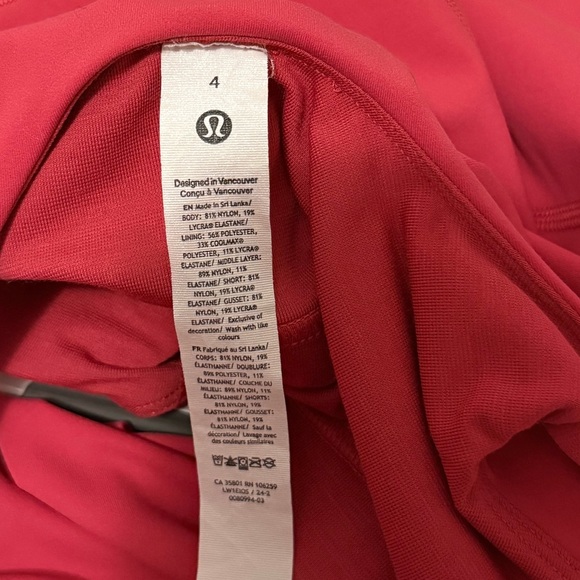 4
Designed in Vancouver
Conçu à Vancouver
EN Made in Sri Lanka/
BODY: 81% NYLON, 19%
LYCRA® ELASTANE/
LINING: 56% POLYESTER,
33% COOLMAX®
POLYESTER, 11% LYCRA®
ELASTANE/ MIDDLE LAYER:
89% NYLON, 11%
ELASTANE/ SHORT: 81%
NYLON, 19% LYCRA®
ELASTANE/ GUSSET: 81%
NYLON, 19% LYCRA®
ELASTANE/ Exclusive of
decoration/ Wash with like
colours
FR Fabriqué au Sri Lanka/
CORPS: 81% NYLON, 19%
ÉLASTHANNE/ DOUBLURE:
89% POLYESTER, 11%
ÉLASTHANNE/ COUCHE DU
MILIEU: 89% NYLON, 11%
ÉLASTHANNE/ SHORTS:
81% NYLON, 19%
ÉLASTHANNE/ GOUSSET:
81% NYLON, 19%
ÉLASTHANNE/ Sauf la
décoration/ Lavage avec
des couleurs similaires
CA 35801 RN 106259
/ 24-2
0080994-03